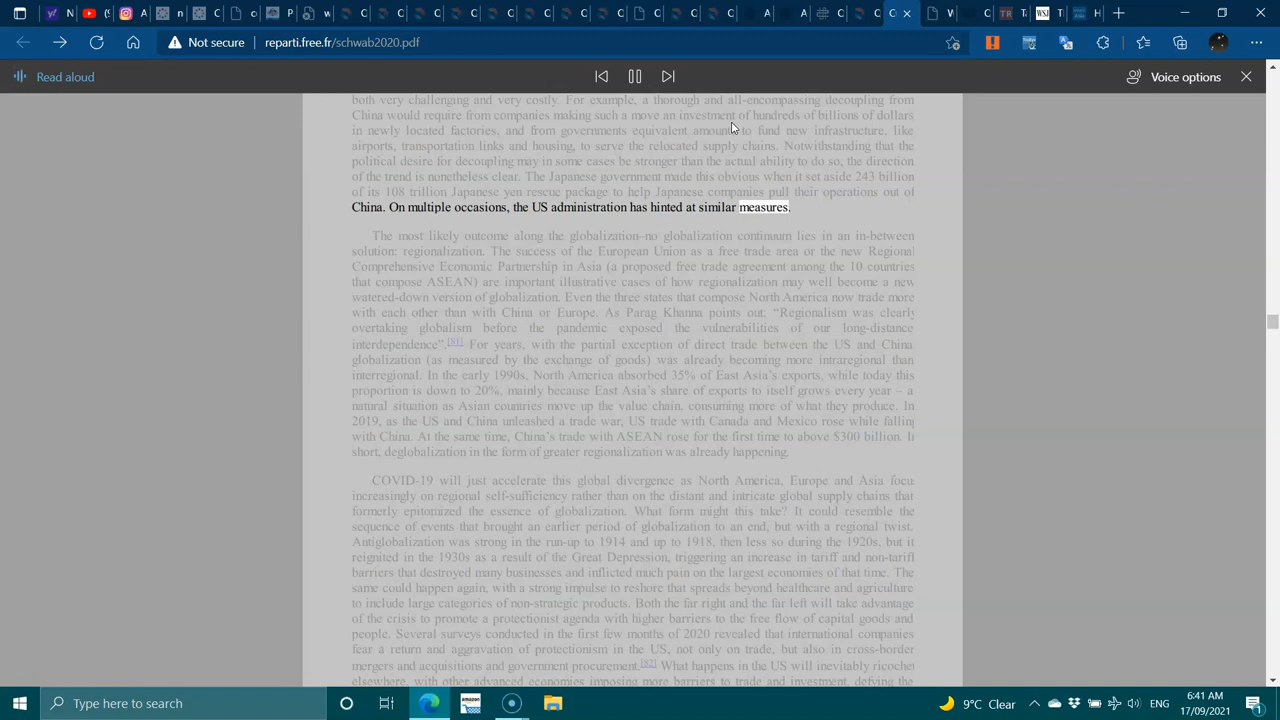 Not secure
reparti.free.fr/schwab2020.pdf
Read aloud
Voice options
both very challenging and very costly. For example, a thorough and all-encompassing decoupling from
China would require from companies making such a move an investment of hundreds of billions of dollars
in newly located factories, and from governments equivalent amounts to fund new infrastructure, like
airports, transportation links and housing, to serve the relocated supply chains. Notwithstanding that the
political desire for decoupling may in some cases be stronger than the actual ability to do so, the direction
of the trend is nonetheless clear. The Japanese government made this obvious when it set aside 243 billion
of its 108 trillion Japanese yen rescue package to help Japanese companies pull their operations out of
China. On multiple occasions, the US administration has hinted at similar measures.
The most likely outcome along the globalization–no globalization continuum lies in an in-between
solution: regionalization. The success of the European Union as a free trade area or the new Regional
Comprehensive Economic Partnership in Asia (a proposed free trade agreement among the 10 countries
that compose ASEAN) are important illustrative cases of how regionalization may well become a new
watered-down version of globalization. Even the three states that compose North America now trade more
with each other than with China or Europe. As Parag Khanna points out: “Regionalism was clearly
overtaking globalism before the pandemic exposed the vulnerabilities of our long-distance
interdependence”.[81] For years, with the partial exception of direct trade between the US and China,
globalization (as measured by the exchange of goods) was already becoming more intraregional than
interregional. In the early 1990s, North America absorbed 35% of East Asia’s exports, while today this
proportion is down to 20%, mainly because East Asia’s share of exports to itself grows every year – a
natural situation as Asian countries move up the value chain, consuming more of what they produce. In
2019, as the US and China unleashed a trade war, US trade with Canada and Mexico rose while falling
with China. At the same time, China’s trade with ASEAN rose for the first time to above $300 billion. In
short, deglobalization in the form of greater regionalization was already happening.
COVID-19 will just accelerate this global divergence as North America, Europe and Asia focus
increasingly on regional self-sufficiency rather than on the distant and intricate global supply chains that
formerly epitomized the essence of globalization. What form might this take? It could resemble the
sequence of events that brought an earlier period of globalization to an end, but with a regional twist.
Antiglobalization was strong in the run-up to 1914 and up to 1918, then less so during the 1920s, but it
reignited in the 1930s as a result of the Great Depression, triggering an increase in tariff and non-tariff
barriers that destroyed many businesses and inflicted much pain on the largest economies of that time. The
same could happen again, with a strong impulse to reshore that spreads beyond healthcare and agriculture
to include large categories of non-strategic products. Both the far right and the far left will take advantage
of the crisis to promote a protectionist agenda with higher barriers to the free flow of capital goods and
people. Several surveys conducted in the first few months of 2020 revealed that international companies
fear a return and aggravation of protectionism in the US, not only on trade, but also in cross-border
mergers and acquisitions and government procurement.[82] What happens in the US will inevitably ricochet
elsewhere, with other advanced economies imposing more barriers to trade and investment, defying the
Type here to search
amazon
9°C Clear
ENG
6:41 AM
17/09/2021